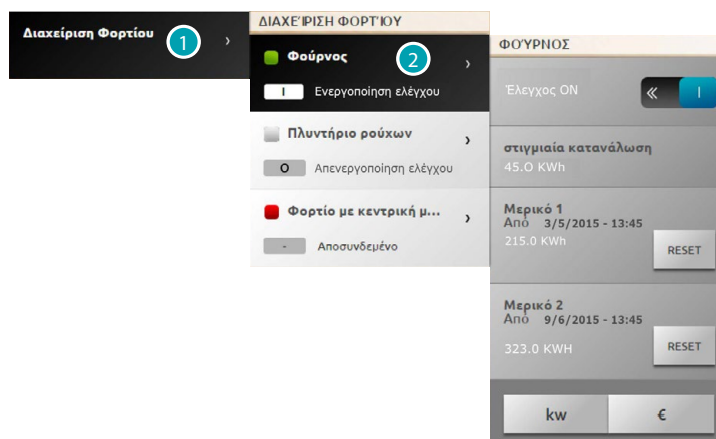 Διαχείριση Φορτίου
1
ΔΙΑΧΕΊΡΙΣΗ ΦΟΡΤΊΟΥ
Φούρνος
2
I Ενεργοποίηση ελέγχου
Πλυντήριο ρούχων
O Απενεργοποίηση ελέγχου
Φορτίο με κεντρική μ...
- Αποσυνδεμένο
ΦΟΎΡΝΟΣ
Έλεγχος ON
I
στιγμιαία κατανάλωση
45.0 KWh
Μερικό 1
Από 3/5/2015 - 13:45
215.0 KWh
RESET
Μερικό 2
Από 9/6/2015 - 13:45
323.0 KWH
RESET
kw
€